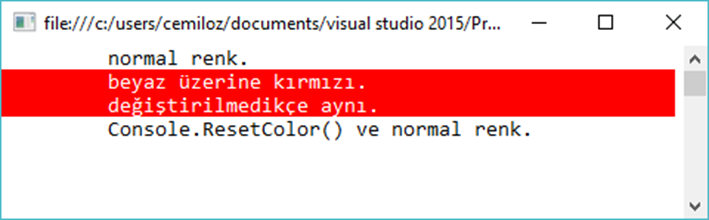 file:///c:/users/cemiloz/documents/visual studio 2015/Pr...
normal renk.
beyaz üzerine kırmızı.
değiştirilmedikçe aynı.
Console.ResetColor() ve normal renk.